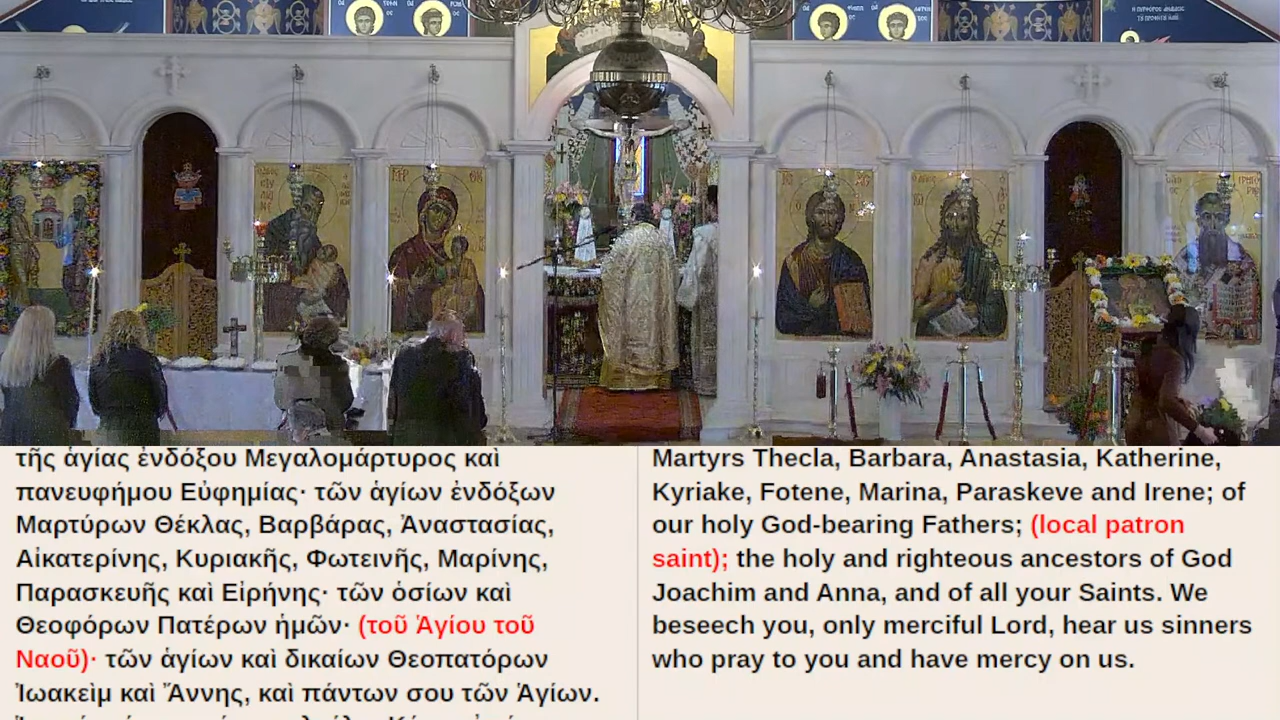 τῆς ἁγίας ἐνδόξου Μεγαλομάρτυρος καὶ
πανευφήμου Εὐφημίας· τῶν ἁγίων ἐνδόξων
Μαρτύρων Θέκλας, Βαρβάρας, Ἀναστασίας,
Αἰκατερίνης, Κυριακῆς, Φωτεινῆς, Μαρίνης,
Παρασκευῆς καὶ Εἰρήνης· τῶν ὁσίων καὶ
Θεοφόρων Πατέρων ἡμῶν· (τοῦ Ἁγίου τοῦ
Ναοῦ)· τῶν ἁγίων καὶ δικαίων Θεοπατόρων
Ἰωακεὶμ καὶ Ἄννης, καὶ πάντων σου τῶν Ἁγίων.
Martyrs Thecla, Barbara, Anastasia, Katherine,
Kyriake, Fotene, Marina, Paraskeve and Irene; of
our holy God-bearing Fathers; (local patron
saint); the holy and righteous ancestors of God
Joachim and Anna, and of all your Saints. We
beseech you, only merciful Lord, hear us sinners
who pray to you and have mercy on us.